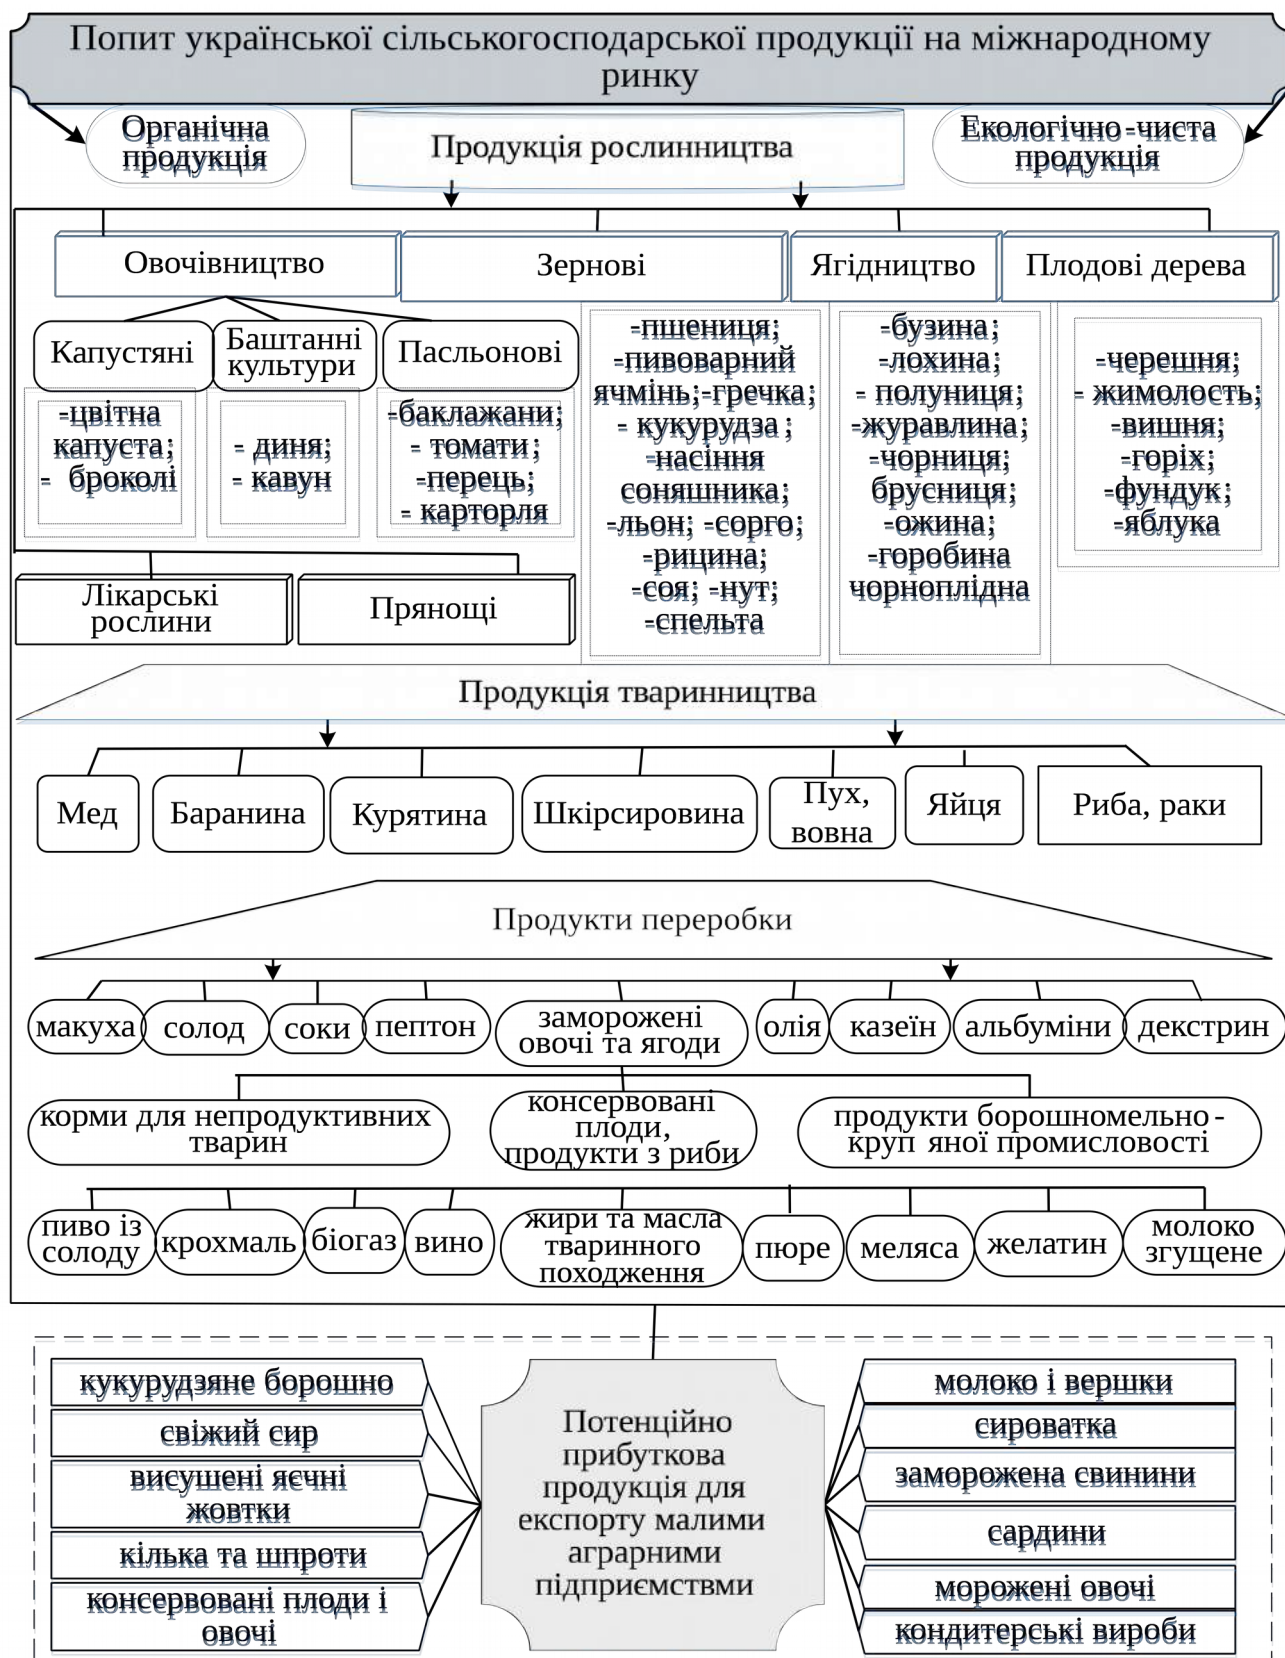 Попит української сільськогосподарської продукції на міжнародному
ринку
Органічна
продукція
Продукція рослинництва
Екологічно-чиста
продукція
Овочівництво
Зернові
Ягідництво
Плодові дерева
Капустяні
Баштанні
культури
Пасльонові
-цвітна
капуста;
- броколі
- диня;
- кавун
-баклажани;
- томати;
-перець;
- карторля
-пшениця;
-пивоварний
ячмінь;-гречка;
- кукурудза;
-насіння
соняшника;
-льон; -сорго;
-рицина;
-соя; -нут;
-спельта
-бузина;
-лохина;
- полуниця;
-журавлина;
-чорниця;
брусниця;
-ожина;
-горобина
чорноплідна
-черешня;
- жимолость;
-вишня;
-горіх;
-фундук;
-яблука
Лікарські
рослини
Прянощі
Продукція тваринництва
Мед
Баранина
Курятина
Шкірсировина
Пух,
вовна
Яйця
Риба, раки
Продукти переробки
макуха
солод
соки
пептон
заморожені
овочі та ягоди
олія
казеїн
альбуміни
декстрин
корми для непродуктивних
тварин
консервовані
плоди,
продукти з риби
продукти борошномельно-
круп яної промисловості
пиво із
солоду
крохмаль
біогаз
вино
жири та масла
тваринного
походження
пюре
меляса
желатин
молоко
згущене
кукурудзяне борошно
свіжий сир
висушені яєчні
жовтки
кілька та шпроти
консервовані плоди і
овочі
Потенційно
прибуткова
продукція для
експорту малими
аграрними
підприємствми
молоко і вершки
сироватка
заморожена свинини
сардини
морожені овочі
кондитерські вироби